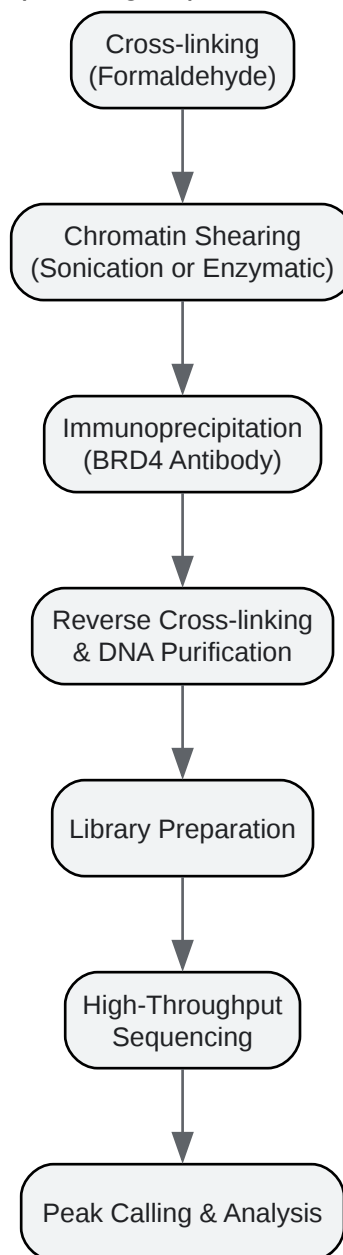 Cross-linking
(Formaldehyde)
Chromatin Shearing
(Sonication or Enzymatic)
Immunoprecipitation
(BRD4 Antibody)
Reverse Cross-linking
& DNA Purification
Library Preparation
High-Throughput
Sequencing
Peak Calling & Analysis